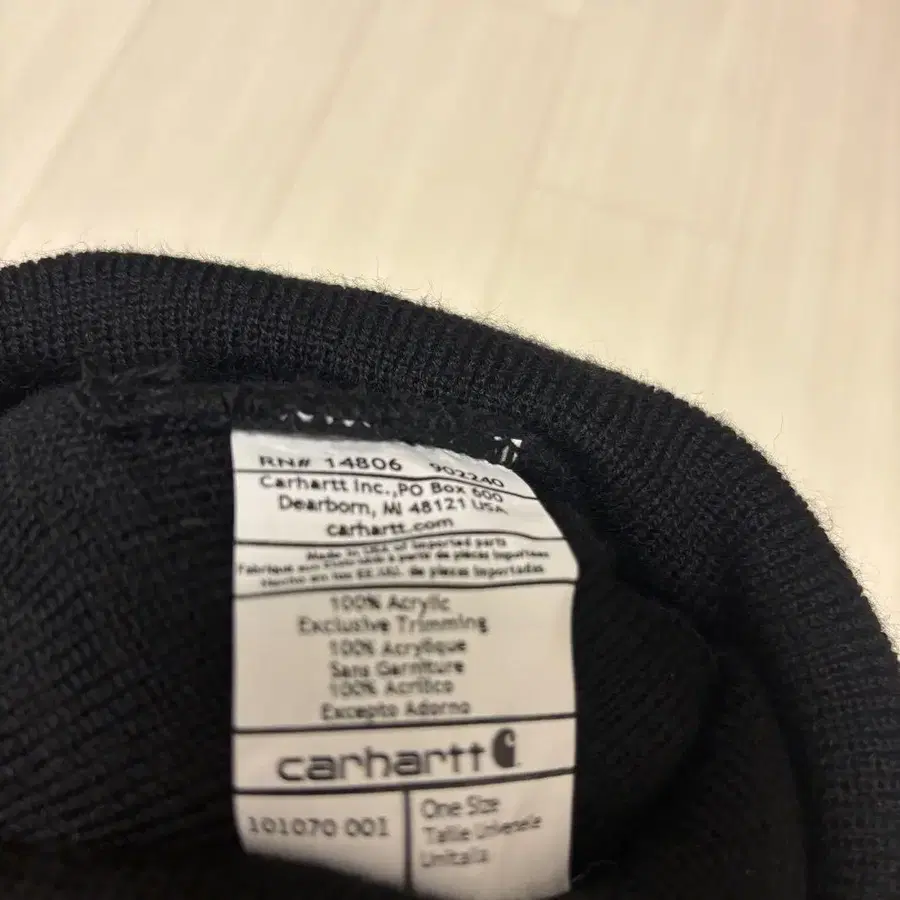 RN# 14806 902240
Carhartt Inc.,PO Box 600
Dearborn, MI 48121 USA
carhartt.com
Made in USA of imported parts
Fabriqué aux États-Unis à partir de pièces importées
Hecho en los EE.UU. de piezas importadas
100% Acrylic
Exclusive Trimming
100% Acrylique
Sans Garniture
100% Acrílico
Excepto Adorno
carhartt
101070 001
One Size
Taille Universele
Unitalla